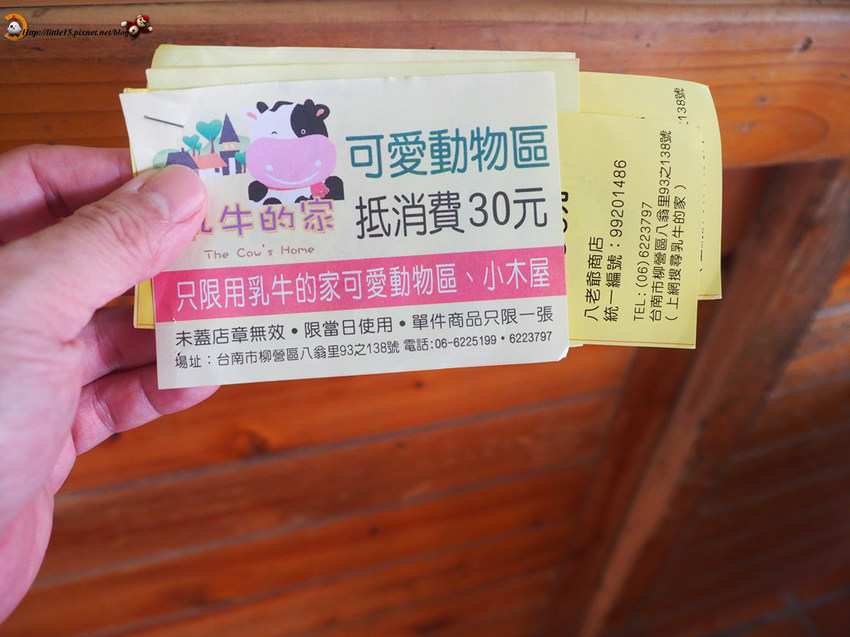 http://little15.pixnet.net/blog
可愛動物區
抵消費30元
乳牛的家
The Cow's Home
只限用乳牛的家可愛動物區、小木屋
未蓋店章無效•限當日使用•單件商品只限一張
場址：台南市柳營區八翁里93之138號 電話:06-6225199•6223797
八老爺商店
統一編號：99201486
TEL:(06)6223797
台南市柳營區八翁里93之138號
（上網搜尋乳牛的家）
138號